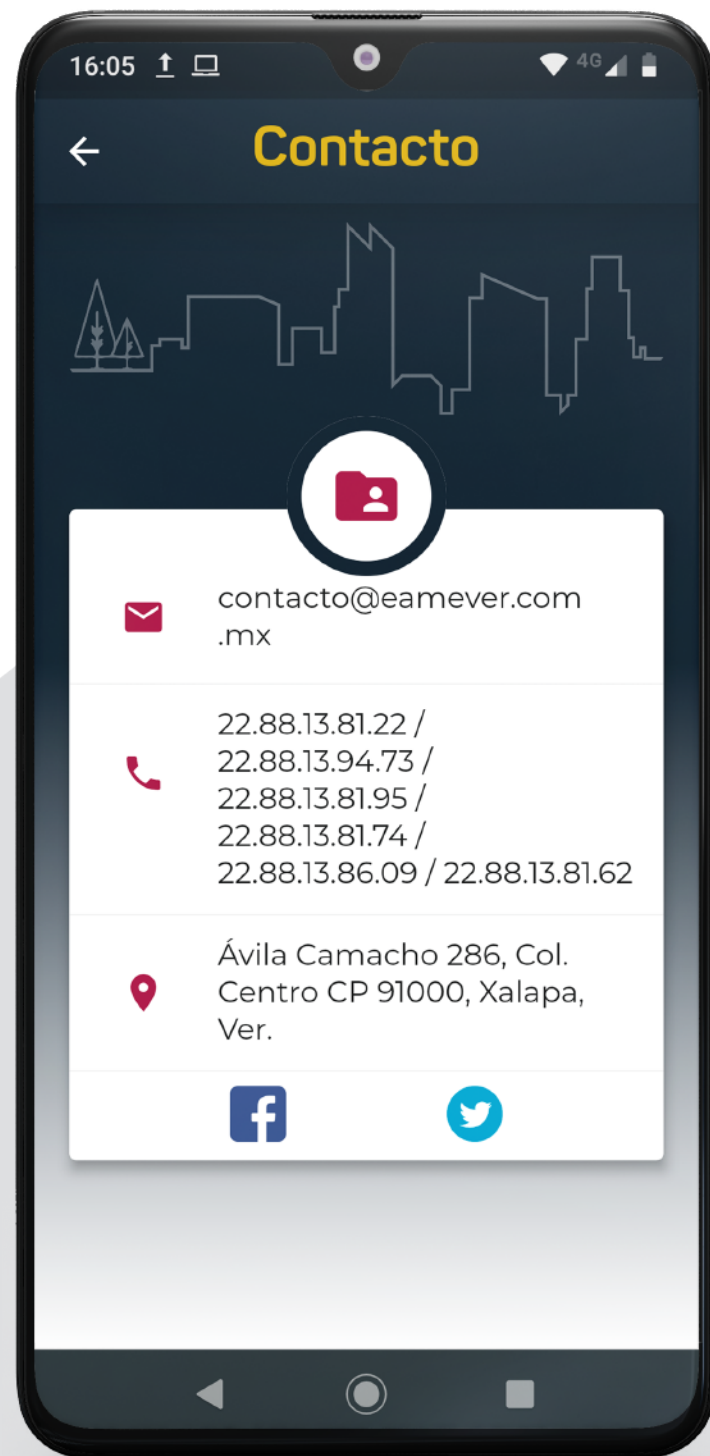 16:05
4G
Contacto
contacto@eamever.com
.mx
22.88.13.81.22 /
22.88.13.94.73 /
22.88.13.81.95 /
22.88.13.81.74 /
22.88.13.86.09 / 22.88.13.81.62
Ávila Camacho 286, Col.
Centro CP 91000, Xalapa,
Ver.